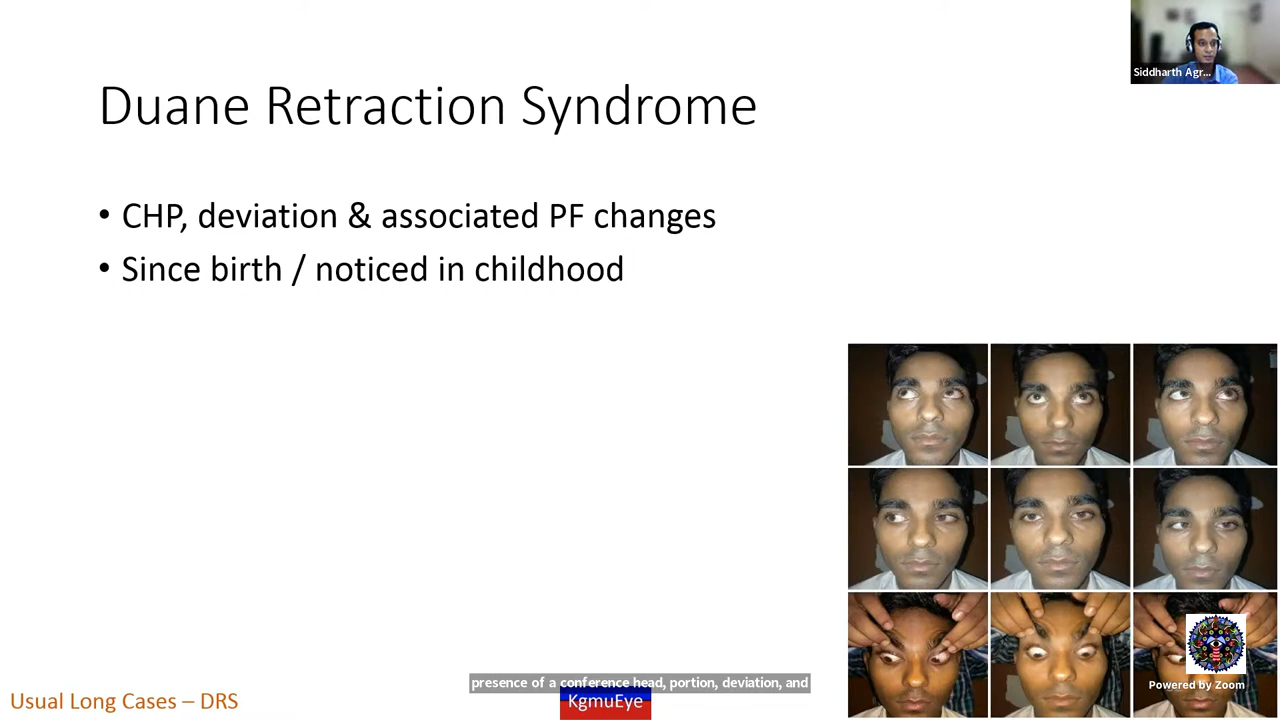 Siddharth Agr...
Duane Retraction Syndrome
• CHP, deviation & associated PF changes
• Since birth / noticed in childhood
Powered by Zoom
presence of a conference head, portion, deviation, and
Usual Long Cases – DRS
KgmuEye